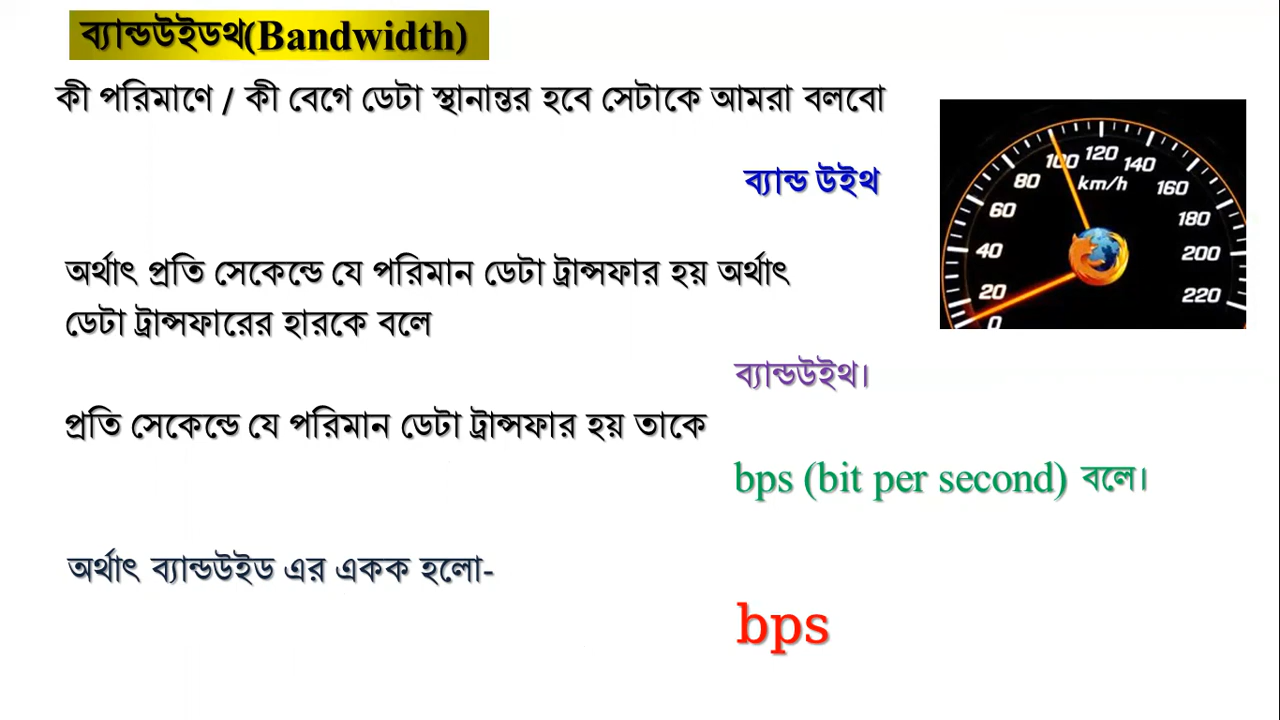 ব্যান্ডউইডথ(Bandwidth)
কী পরিমাণে / কী বেগে ডেটা স্থানান্তর হবে সেটাকে আমরা বলবো
ব্যান্ড উইথ
অর্থাৎ প্রতি সেকেন্ডে যে পরিমান ডেটা ট্রান্সফার হয় অর্থাৎ
ডেটা ট্রান্সফারের হারকে বলে
ব্যান্ডউইথ।
প্রতি সেকেন্ডে যে পরিমান ডেটা ট্রান্সফার হয় তাকে
bps (bit per second) বলে।
অর্থাৎ ব্যান্ডউইড এর একক হলো-
bps
0
20
40
60
80
100
120
140
160
180
200
220
km/h